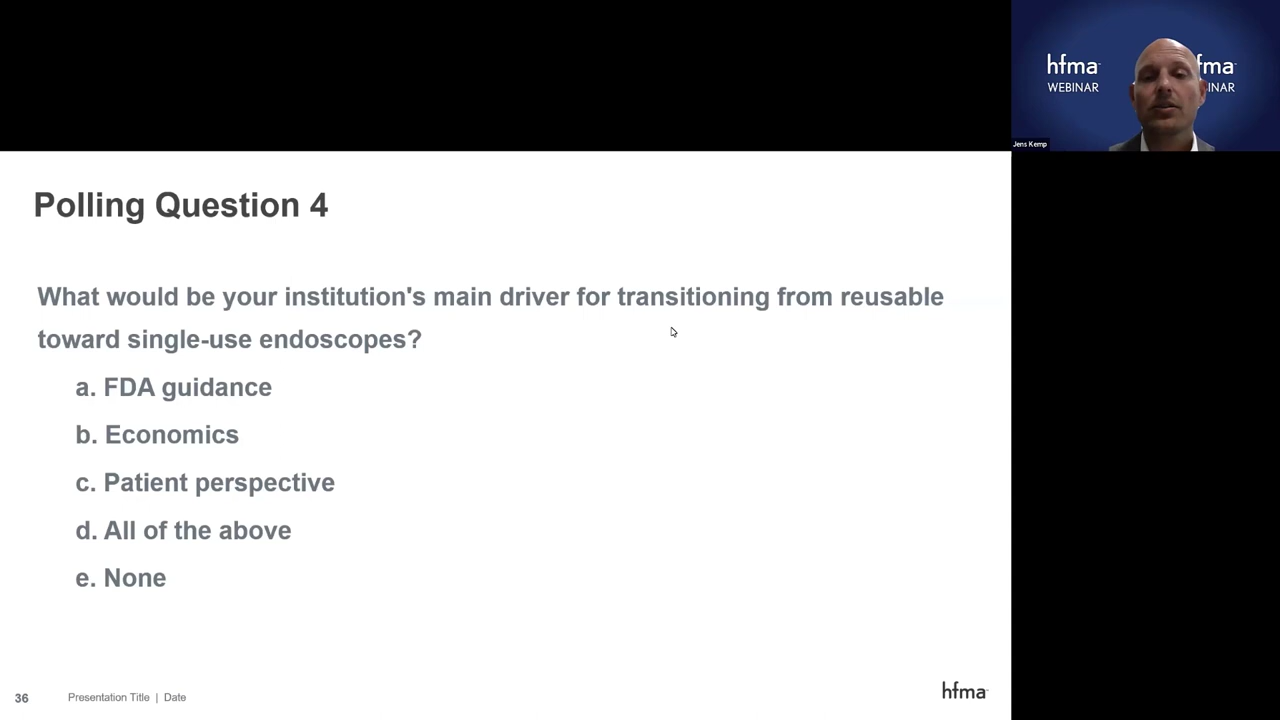 hfma
WEBINAR
fma
INAR
Jens Kemp
Polling Question 4
What would be your institution's main driver for transitioning from reusable
toward single-use endoscopes?
a. FDA guidance
b. Economics
c. Patient perspective
d. All of the above
e. None
36
Presentation Title | Date
hfma